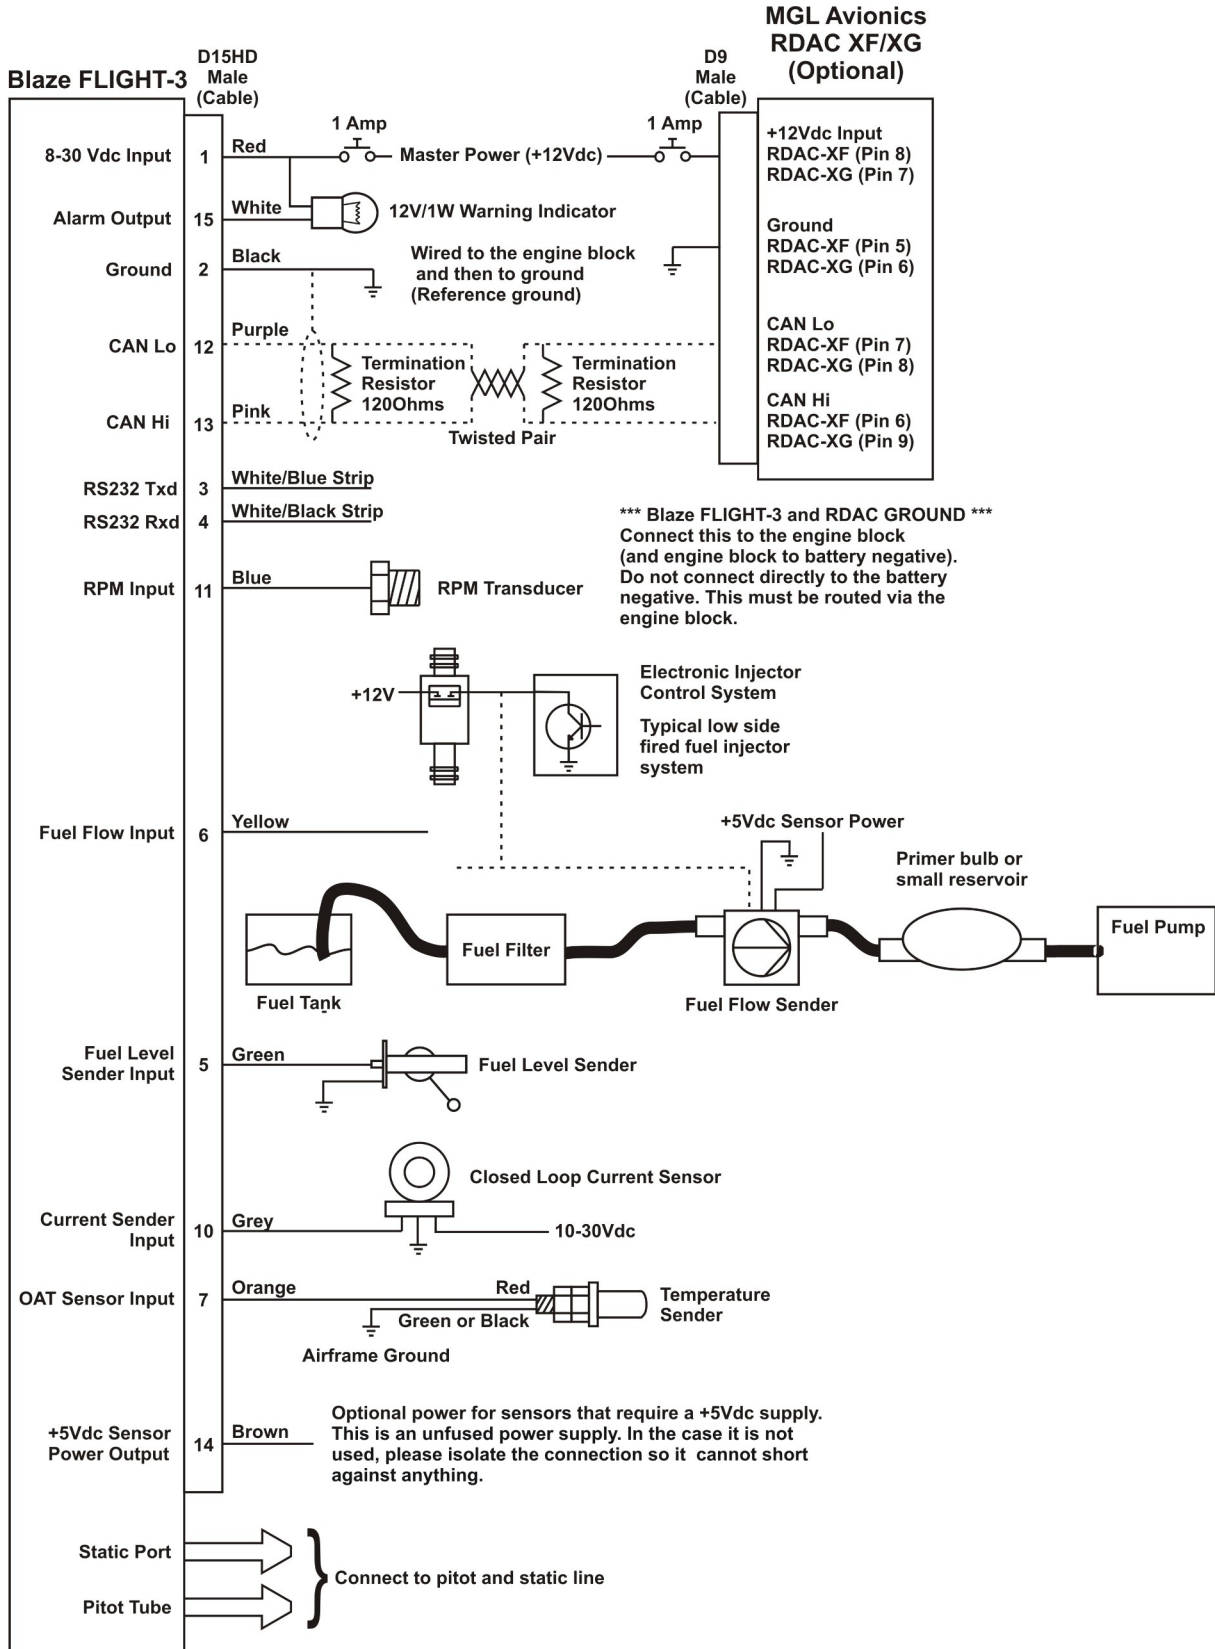 MGL Avionics
RDAC XF/XG
(Optional)
D15HD
Male
(Cable)
D9
Male
(Cable)
Blaze FLIGHT-3
8-30 Vdc Input
1
Red
1 Amp
Master Power (+12Vdc)
1 Amp
+12Vdc Input
RDAC-XF (Pin 8)
RDAC-XG (Pin 7)
Alarm Output
15
White
12V/1W Warning Indicator
Ground
2
Black
Wired to the engine block
and then to ground
(Reference ground)
Ground
RDAC-XF (Pin 5)
RDAC-XG (Pin 6)
CAN Lo
12
Purple
Termination
Resistor
120Ohms
Termination
Resistor
120Ohms
CAN Lo
RDAC-XF (Pin 7)
RDAC-XG (Pin 8)
CAN Hi
13
Pink
Twisted Pair
CAN Hi
RDAC-XF (Pin 6)
RDAC-XG (Pin 9)
RS232 Txd
3
White/Blue Strip
RS232 Rxd
4
White/Black Strip
*** Blaze FLIGHT-3 and RDAC GROUND ***
Connect this to the engine block
(and engine block to battery negative).
Do not connect directly to the battery
negative. This must be routed via the
engine block.
RPM Input
11
Blue
RPM Transducer
+12V
Electronic Injector
Control System
Typical low side
fired fuel injector
system
Fuel Flow Input
6
Yellow
+5Vdc Sensor Power
Primer bulb or
small reservoir
Fuel Tank
Fuel Filter
Fuel Flow Sender
Fuel Pump
Fuel Level
Sender Input
5
Green
Fuel Level Sender
Closed Loop Current Sensor
Current Sender
Input
10
Grey
10-30Vdc
OAT Sensor Input
7
Orange
Red
Green or Black
Temperature
Sender
Airframe Ground
+5Vdc Sensor
Power Output
14
Brown
Optional power for sensors that require a +5Vdc supply.
This is an unfused power supply. In the case it is not
used, please isolate the connection so it cannot short
against anything.
Static Port
Connect to pitot and static line
Pitot Tube